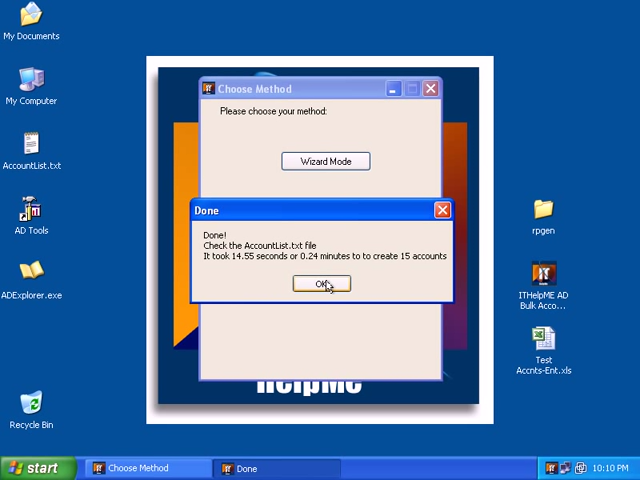 My Documents
My Computer
AccountList.txt
AD Tools
ADExplorer.exe
Recycle Bin
Choose Method
Please choose your method:
Wizard Mode
Done
Done!
Check the AccountList.txt file
It took 14.55 seconds or 0.24 minutes to to create 15 accounts
OK
HelpMe
rpgen
ITHelpME AD
Bulk Acco...
Test
Accnts-Ent.xls
start
Choose Method
Done
10:10 PM